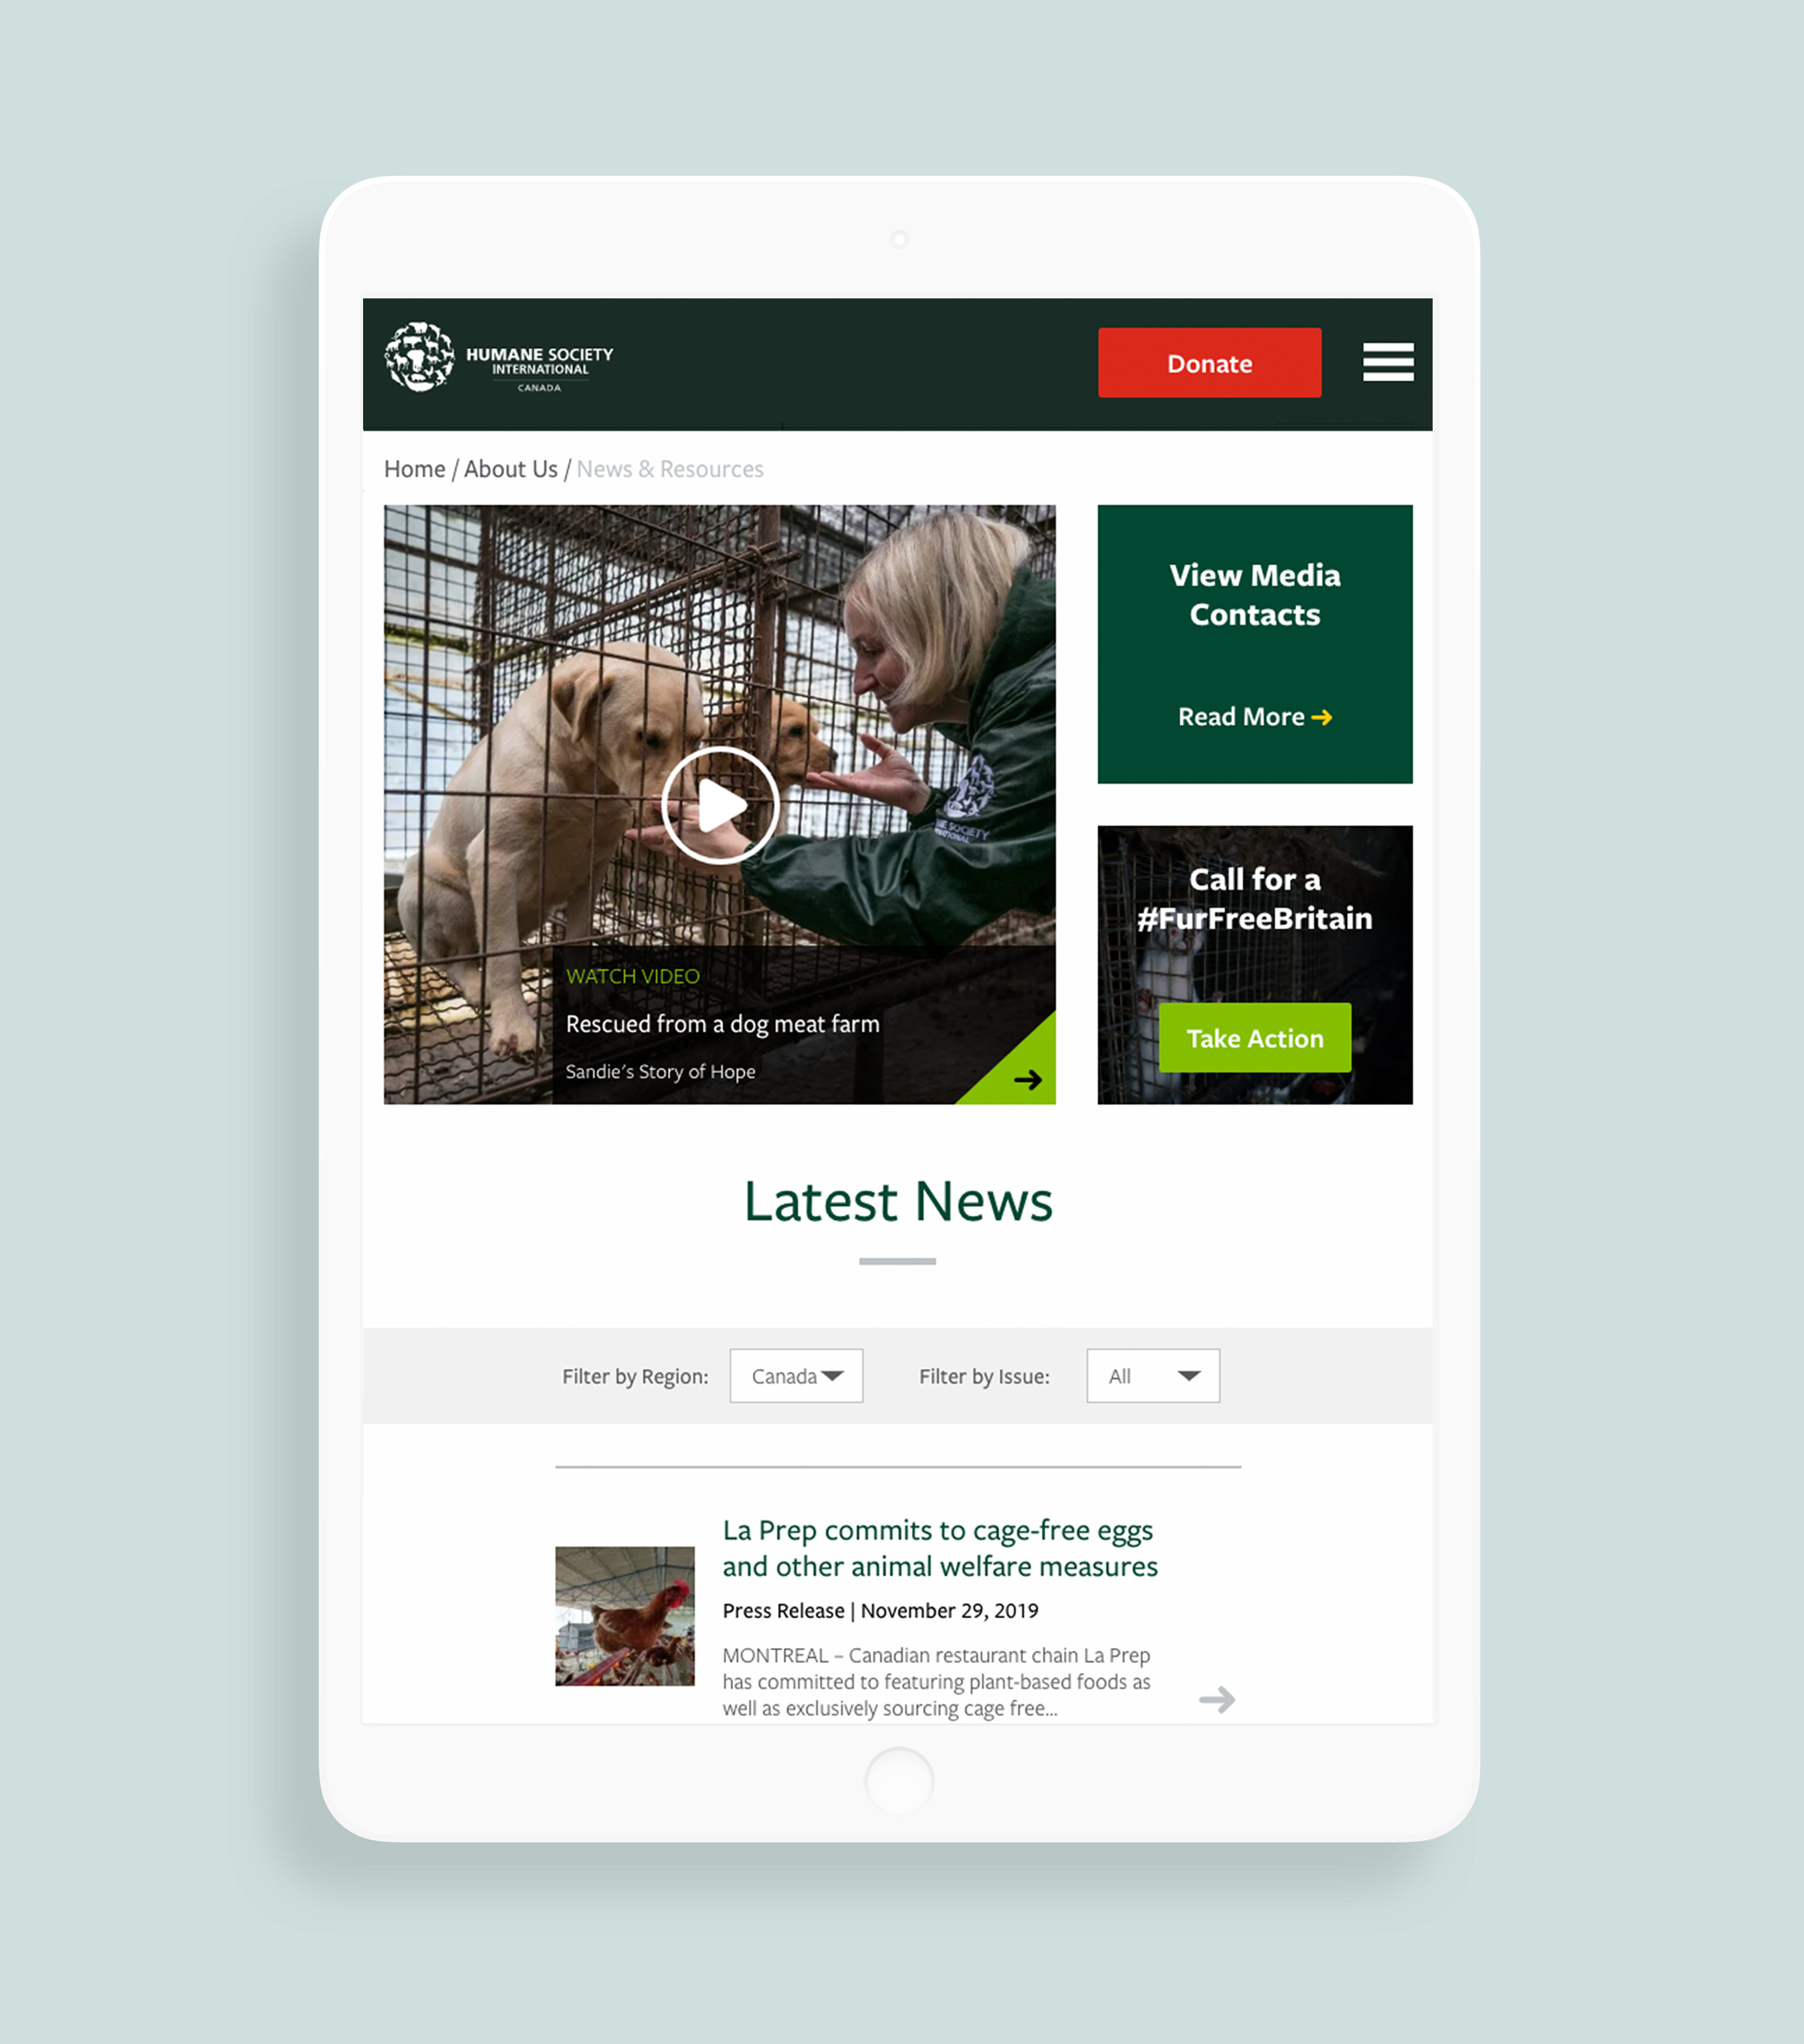 HUMANE SOCIETY
INTERNATIONAL
CANADA
Donate
Home / About Us / News & Resources
WATCH VIDEO
Rescued from a dog meat farm
Sandie's Story of Hope
View Media
Contacts
Read More
Call for a
#FurFreeBritain
Take Action
Latest News
Filter by Region:
Canada
Filter by Issue:
All
La Prep commits to cage-free eggs
and other animal welfare measures
Press Release | November 29, 2019
MONTREAL – Canadian restaurant chain La Prep
has committed to featuring plant-based foods as
well as exclusively sourcing cage free...